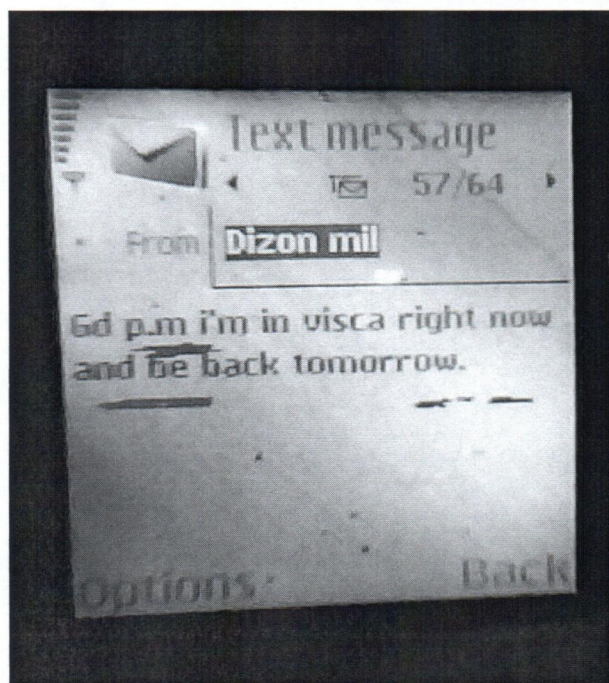 Text message
57/64
From Dizon mil
Gd p.m i'm in visca right now
and be back tomorrow.
Options Back